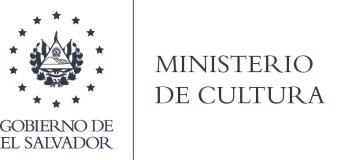 GOBIERNO DE
EL SALVADOR
MINISTERIO
DE CULTURA